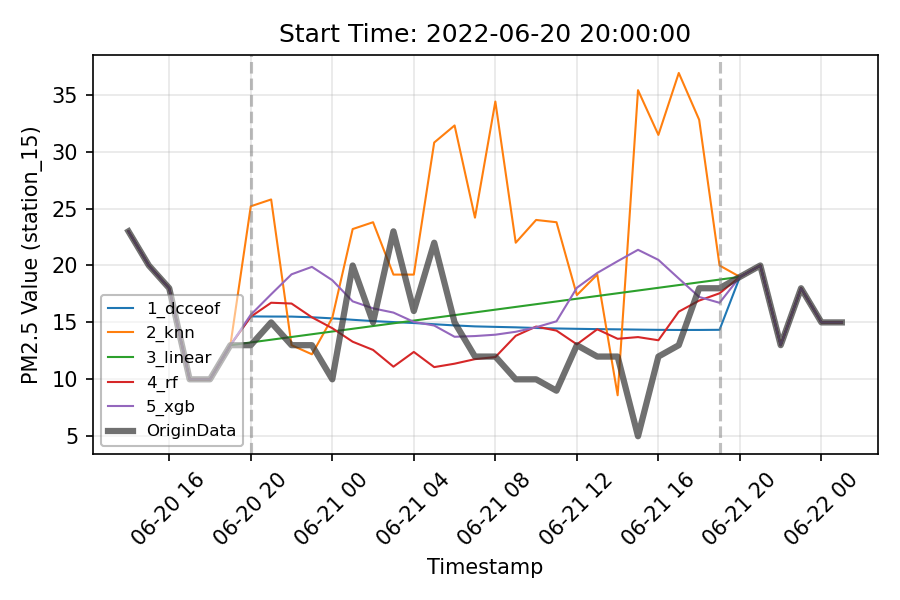 Start Time: 2022-06-20 20:00:00
PM2.5 Value (station_15)
35
30
25
20
15
10
5
1_dcceof
2_knn
3_linear
4_rf
5_xgb
OriginData
06-20 16
06-20 20
06-21 00
06-21 04
06-21 08
06-21 12
06-21 16
06-21 20
06-22 00
Timestamp